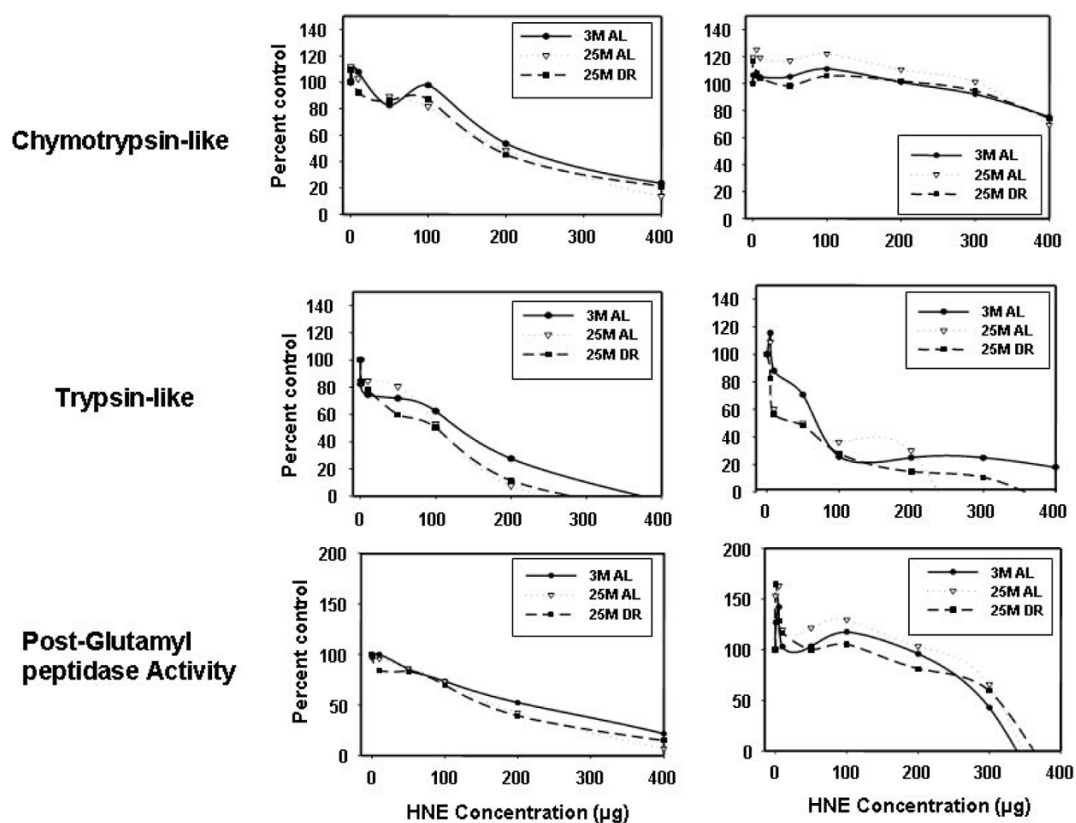 Chymotrypsin-like
Percent control
140
120
100
80
60
40
20
0
3M AL
25M AL
25M DR
0 100 200 300 400
140
120
100
80
60
40
20
0
3M AL
25M AL
25M DR
0 100 200 300 400
Trypsin-like
Percent control
140
120
100
80
60
40
20
0
3M AL
25M AL
25M DR
0 100 200 300 400
Percent control
140
120
100
80
60
40
20
0
3M AL
25M AL
25M DR
0 100 200 300 400
Post-Glutamyl
peptidase Activity
Percent control
200
150
100
50
0
3M AL
25M AL
25M DR
0 100 200 300 400
HNE Concentration (µg)
200
150
100
50
0
3M AL
25M AL
25M DR
0 100 200 300 400
HNE Concentration (µg)